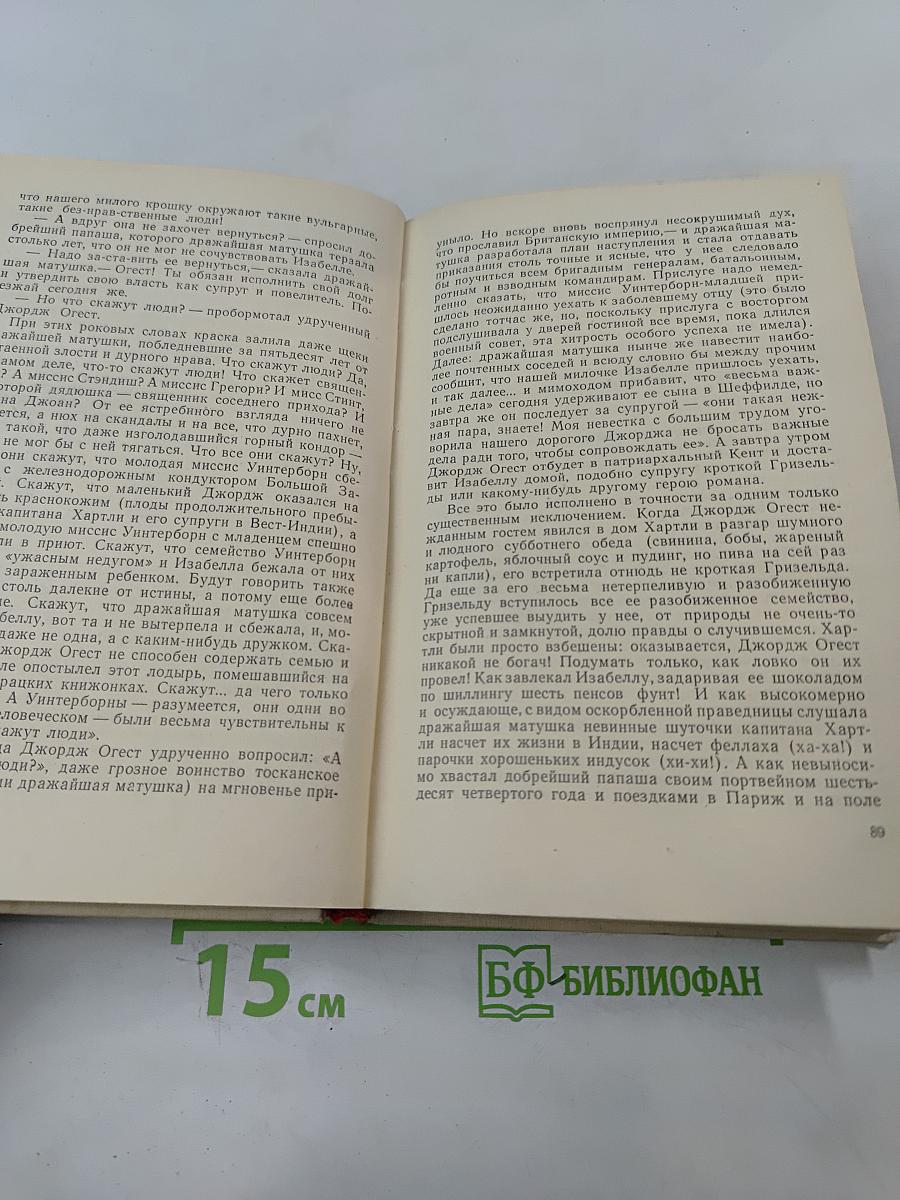 что нашего милого крошку окружают такие вульгарные,
такие без-нрав-ственные люди!
— А вдруг она не захочет вернуться? — спросил до-
брейший папаша, которого дражайшая матушка терзала
столько лет, что он не мог не сочувствовать Изабелле.
— Надо за-ста-вить ее вернуться,— сказала дражай-
шая матушка.— Огест! Ты обязан исполнить свой долг
и утвердить свою власть как супруг и повелитель. По-
езжай сегодня же.
— Но что скажут люди? — пробормотал удрученный
Джордж Огест.
При этих роковых словах краска залила даже щеки
ажайшей матушки, побледневшие за пятьдесят лет от
таенной злости и дурного нрава. Что скажут люди? Да,
амом деле, что-то скажут люди! Что скажет священ-
? А миссис Стэндиш? А миссис Грегори? И мисс Стинт,
которой дядюшка — священник соседнего прихода? И
на Джоан? От ее ястребиного взгляда ничего не
ется, а нюх на скандалы и на все, что дурно пахнет,
такой, что даже изголодавшийся горный кондор —
не мог бы с ней тягаться. Что все они скажут? Ну,
они скажут, что молодая миссис Уинтерборн сбе-
с железнодорожным кондуктором Большой За-
. Скажут, что маленький Джордж оказался на
ь краснокожим (плоды продолжительного пребы-
капитана Хартли и его супруги в Вест-Индии), а
молодую миссис Уинтерборн с младенцем спешно
ли в приют. Скажут, что семейство Уинтерборн
«ужасным недугом» и Изабелла бежала от них
зараженным ребенком. Будут говорить также
столь далекие от истины, а потому еще более
ие. Скажут, что дражайшая матушка совсем
беллу, вот та и не вытерпела и сбежала, и, мо-
даже не одна, а с каким-нибудь дружком. Ска-
жордж Огест не способен содержать семью и
ле опостылел этот лодырь, помешавшийся на
рацких книжонках. Скажут... да чего только
А Уинтерборны — разумеется, они одни во
еловеческом — были весьма чувствительны к
кажут люди».
да Джордж Огест удрученно вопросил: «А
юди?», даже грозное воинство тосканское
ми дражайшая матушка) на мгновенье при-
уныло. Но вскоре вновь воспрянул несокрушимый дух,
что прославил Британскую империю,— и дражайшая ма-
тушка разработала план наступления и стала отдавать
приказания столь точные и ясные, что у нее следовало
бы поучиться всем бригадным генералам, батальонным,
ротным и взводным командирам. Прислуге надо немед-
ленно сказать, что миссис Уинтерборн-младшей при-
шлось неожиданно уехать к заболевшему отцу (это было
сделано тотчас же, но, поскольку прислуга с восторгом
подслушивала у дверей гостиной все время, пока длился
военный совет, эта хитрость особого успеха не имела).
Далее: дражайшая матушка нынче же навестит наибо-
лее почтенных соседей и всюду словно бы между прочим
сообщит, что нашей милочке Изабелле пришлось уехать,
и так далее... и мимоходом прибавит, что «весьма важ-
ные дела» сегодня удерживают ее сына в Шеффилде, но
завтра же он последует за супругой — «они такая неж-
ная пара, знаете! Моя невестка с большим трудом уго-
ворила нашего дорогого Джорджа не бросать важные
дела ради того, чтобы сопровождать ее». А завтра утром
Джордж Огест отбудет в патриархальный Кент и доста-
вит Изабеллу домой, подобно супругу кроткой Гризель-
ды или какому-нибудь другому герою романа.
Все это было исполнено в точности за одним только
существенным исключением. Когда Джордж Огест не-
жданным гостем явился в дом Хартли в разгар шумного
и людного субботнего обеда (свинина, бобы, жареный
картофель, яблочный соус и пудинг, но пива на сей раз
ни капли), его встретила отнюдь не кроткая Гризельда.
Да еще за его весьма нетерпеливую и разобиженную
Гризельду вступилось все ее разобиженное семейство,
уже успевшее выудить у нее, от природы не очень-то
скрытной и замкнутой, долю правды о случившемся. Хар-
тли были просто взбешены: оказывается, Джордж Огест
никакой не богач! Подумать только, как ловко он их
провел! Как завлекал Изабеллу, задаривая ее шоколадом
по шиллингу шесть пенсов фунт! И как высокомерно
и осуждающе, с видом оскорбленной праведницы слушала
дражайшая матушка невинные шуточки капитана Харт-
ли насчет их жизни в Индии, насчет феллаха (ха-ха!) и
парочки хорошеньких индусок (хи-хи!). А как невыноси-
мо хвастал добрейший папаша своим портвейном шесть-
десят четвертого года и поездками в Париж и на поле
89
15 см
БФ БИБЛИОФАН